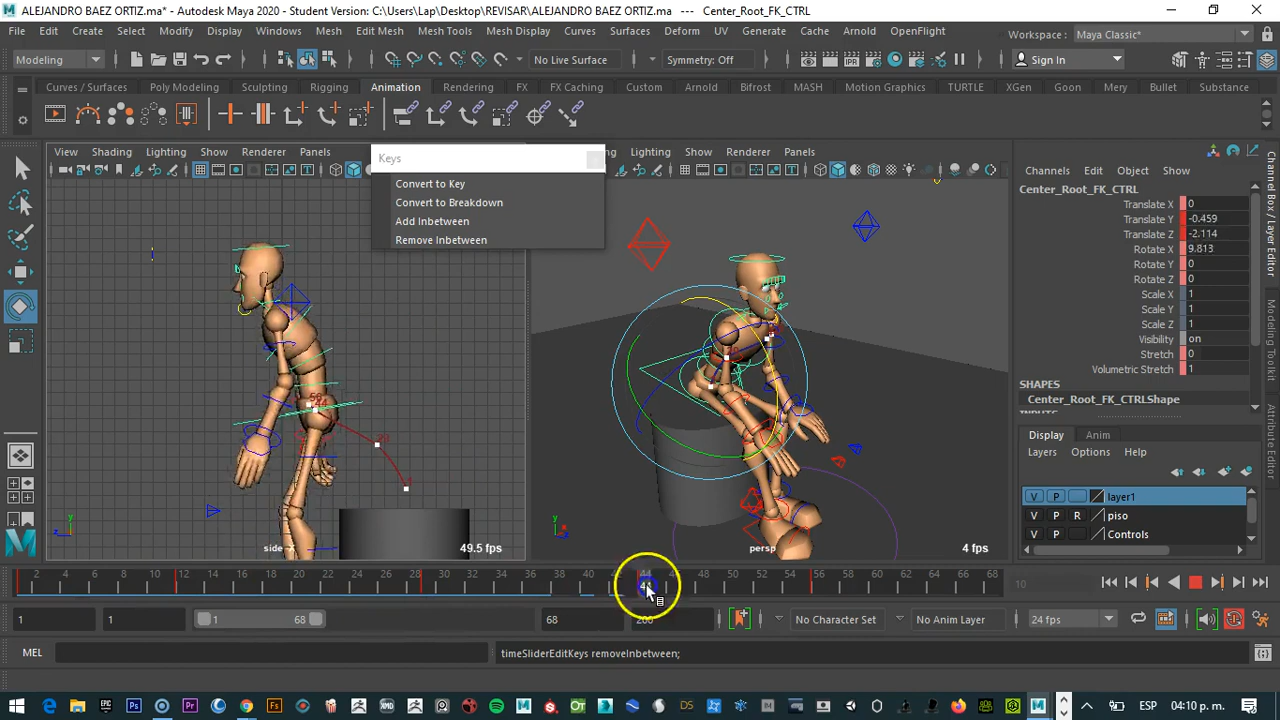 ALEJANDRO BAEZ ORTIZ.ma* - Autodesk Maya 2020 - Student Version: C:\Users\Lap\Desktop\REVISAR\ALEJANDRO BAEZ ORTIZ.ma --- Center_Root_FK_CTRL
File Edit Create Select Modify Display Windows Mesh Edit Mesh Mesh Tools Mesh Display Curves Surfaces Deform UV Generate Cache Arnold OpenFlight Workspace : Maya Classic*
Modeling No Live Surface Symmetry: Off Sign In
Curves / Surfaces Poly Modeling Sculpting Rigging Animation Rendering FX FX Caching Custom Arnold Bifrost MASH Motion Graphics TURTLE XGen Goon Mery Bullet Substance
View Shading Lighting Show Renderer Panels Lighting Show Renderer Panels
Keys
Convert to Key
Convert to Breakdown
Add Inbetween
Remove Inbetween
Channels Edit Object Show
Center_Root_FK_CTRL
Translate X 0
Translate Y -0.459
Translate Z -2.114
Rotate X 9.813
Rotate Y 0
Rotate Z 0
Scale X 1
Scale Y 1
Scale Z 1
Visibility on
Stretch 0
Volumetric Stretch 1
SHAPES
Center_Root_FK_CTRLShape
Display Anim
Layers Options Help
V P layer1
V P R piso
V P Controls
Channel Box / Layer Editor
Modeling Toolkit
Attribute Editor
side -X 49.5 fps
persp 4 fps
2 4 6 8 10 12 14 16 18 20 22 24 26 28 30 32 34 36 38 40 44 48 50 52 54 56 58 60 62 64 66 68
1 1 1 68 68 200 No Character Set No Anim Layer 24 fps
MEL timeSliderEditKeys removeInbetween;
ESP 04:10 p. m.